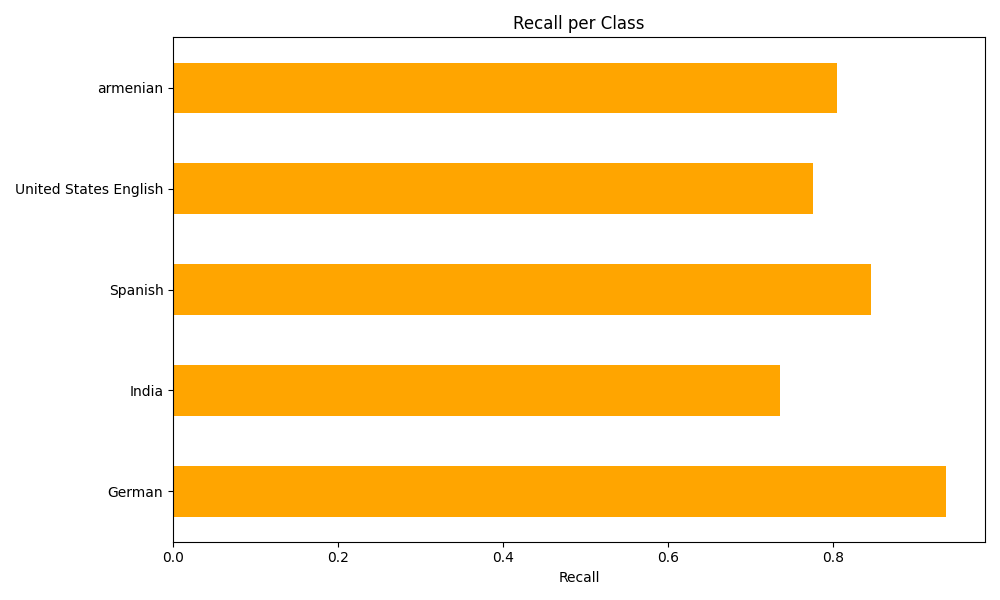 Recall per Class
armenian
United States English
Spanish
India
German
0.0 0.2 0.4 0.6 0.8
Recall